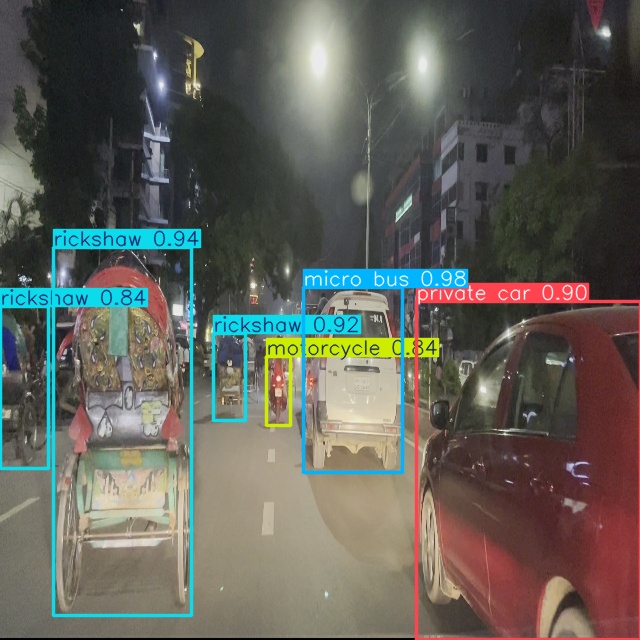 rickshaw 0.94
micro bus 0.98
rickshaw 0.84
private car 0.90
rickshaw 0.92
motorcycle 0.84